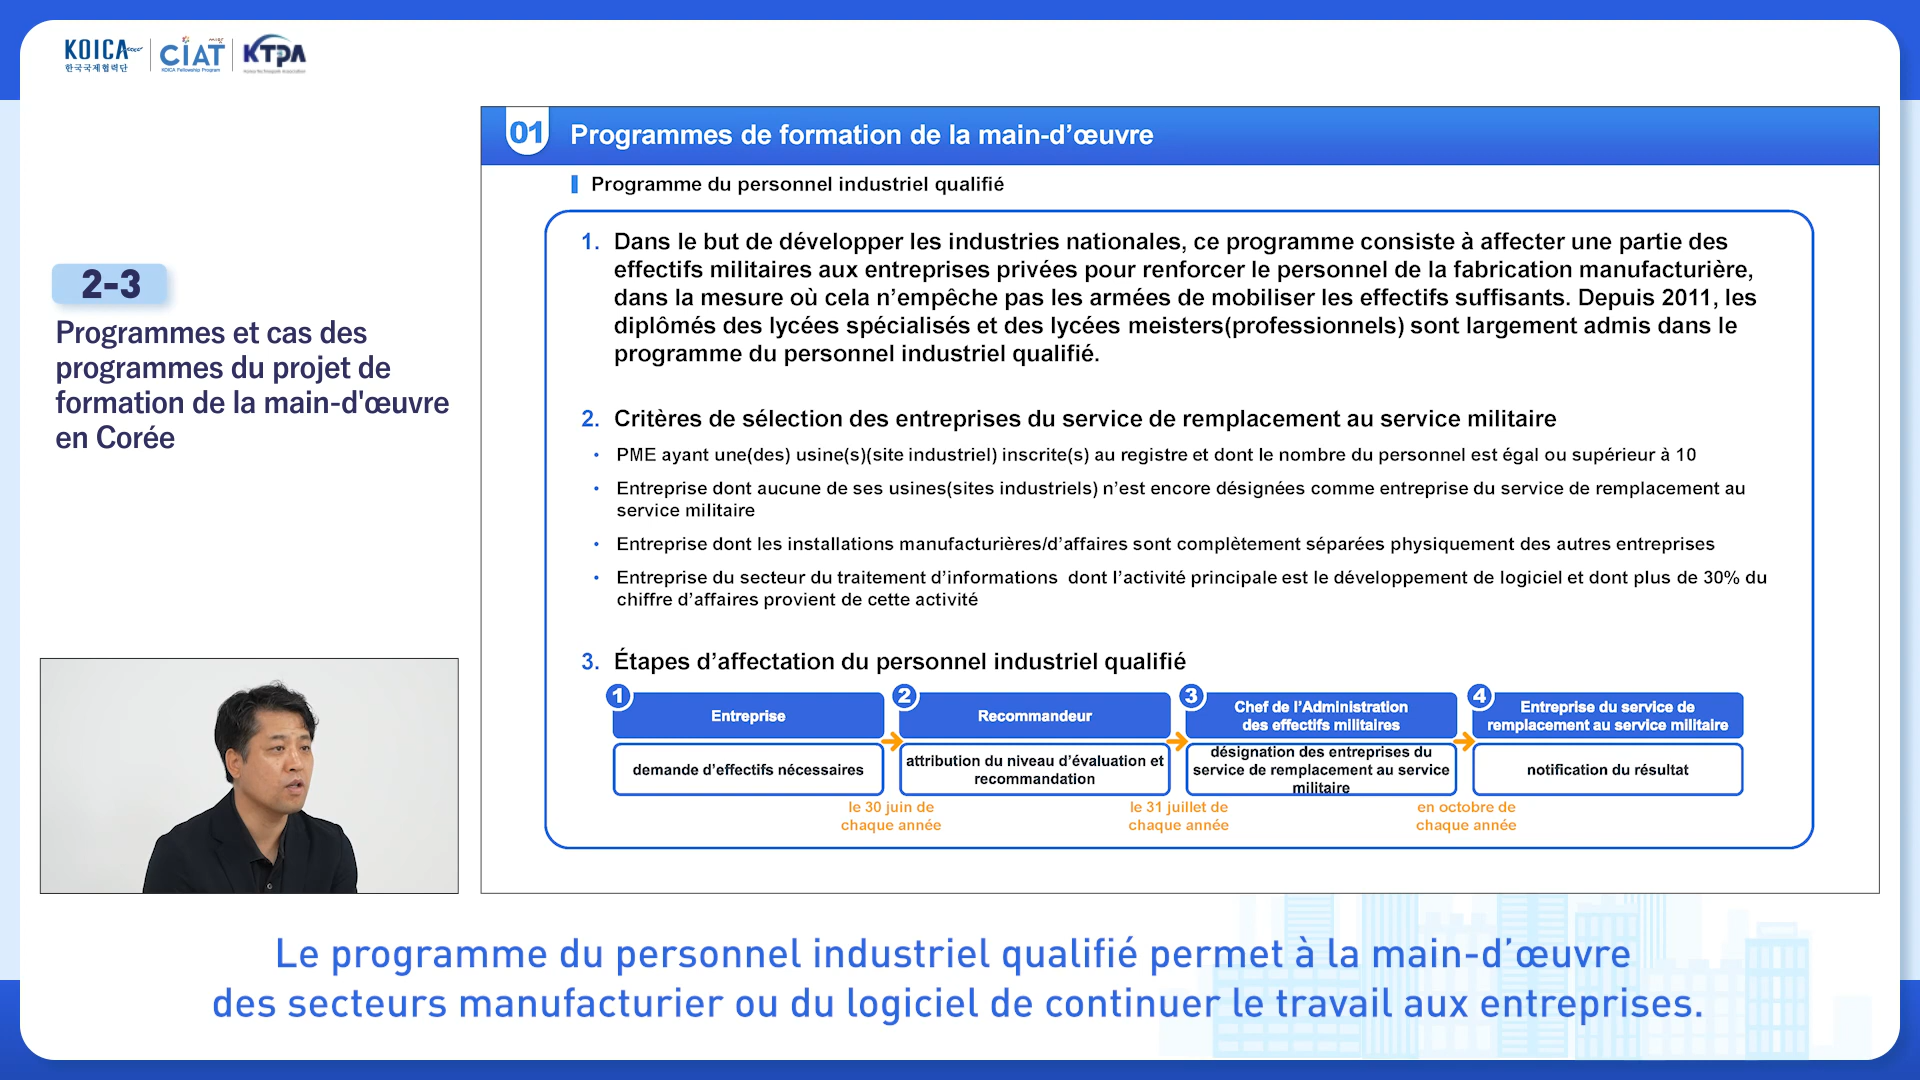 KOICA
한국국제협력단
CIAT
KOICA Fellowship Program
KTPA
2-3
Programmes et cas des
programmes du projet de
formation de la main-d'œuvre
en Corée
01 Programmes de formation de la main-d’œuvre
Programme du personnel industriel qualifié
1. Dans le but de développer les industries nationales, ce programme consiste à affecter une partie des
effectifs militaires aux entreprises privées pour renforcer le personnel de la fabrication manufacturière,
dans la mesure où cela n’empêche pas les armées de mobiliser les effectifs suffisants. Depuis 2011, les
diplômés des lycées spécialisés et des lycées meisters(professionnels) sont largement admis dans le
programme du personnel industriel qualifié.
2. Critères de sélection des entreprises du service de remplacement au service militaire
• PME ayant une(des) usine(s)(site industriel) inscrite(s) au registre et dont le nombre du personnel est égal ou supérieur à 10
• Entreprise dont aucune de ses usines(sites industriels) n’est encore désignées comme entreprise du service de remplacement au
service militaire
• Entreprise dont les installations manufacturières/d’affaires sont complètement séparées physiquement des autres entreprises
• Entreprise du secteur du traitement d’informations  dont l’activité principale est le développement de logiciel et dont plus de 30% du
chiffre d’affaires provient de cette activité
3. Étapes d’affectation du personnel industriel qualifié
1
Entreprise
demande d’effectifs nécessaires
le 30 juin de
chaque année
2
Recommandeur
attribution du niveau d’évaluation et
recommandation
le 31 juillet de
chaque année
3
Chef de l’Administration
des effectifs militaires
désignation des entreprises du
service de remplacement au service
militaire
en octobre de
chaque année
4
Entreprise du service de
remplacement au service militaire
notification du résultat
Le programme du personnel industriel qualifié permet à la main-d’œuvre
des secteurs manufacturier ou du logiciel de continuer le travail aux entreprises.